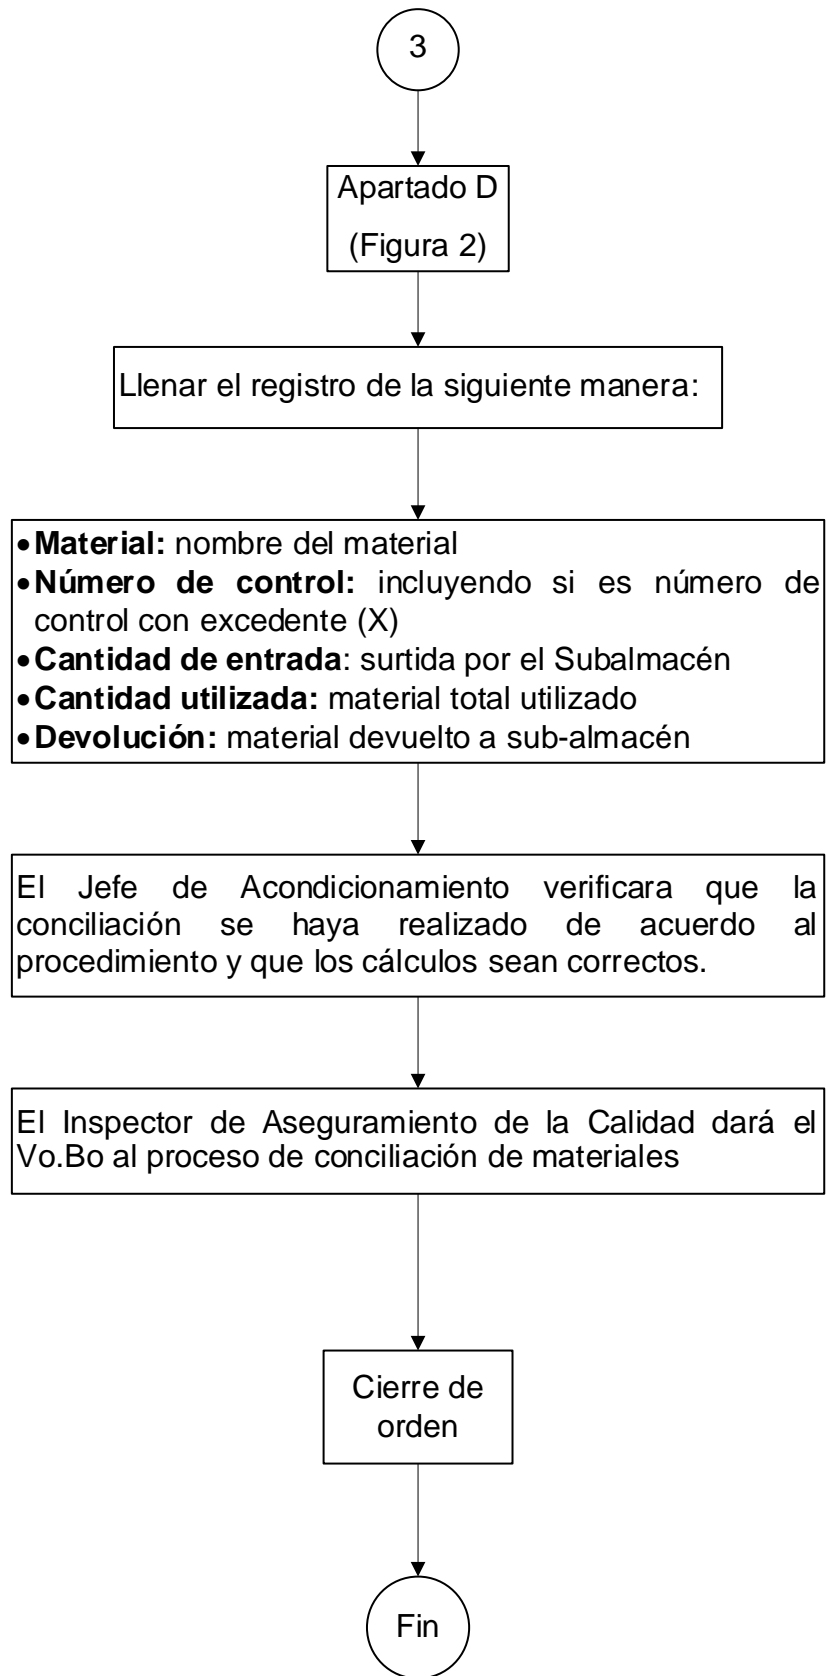 3
Apartado D
(Figura 2)
Llenar el registro de la siguiente manera:
•Material: nombre del material
•Número de control: incluyendo si es número de
control con excedente (X)
•Cantidad de entrada: surtida por el Subalmacén
•Cantidad utilizada: material total utilizado
•Devolución: material devuelto a sub-almacén
El Jefe de Acondicionamiento verificara que la
conciliación se haya realizado de acuerdo al
procedimiento y que los cálculos sean correctos.
El Inspector de Aseguramiento de la Calidad dará el
Vo.Bo al proceso de conciliación de materiales
Cierre de
orden
Fin